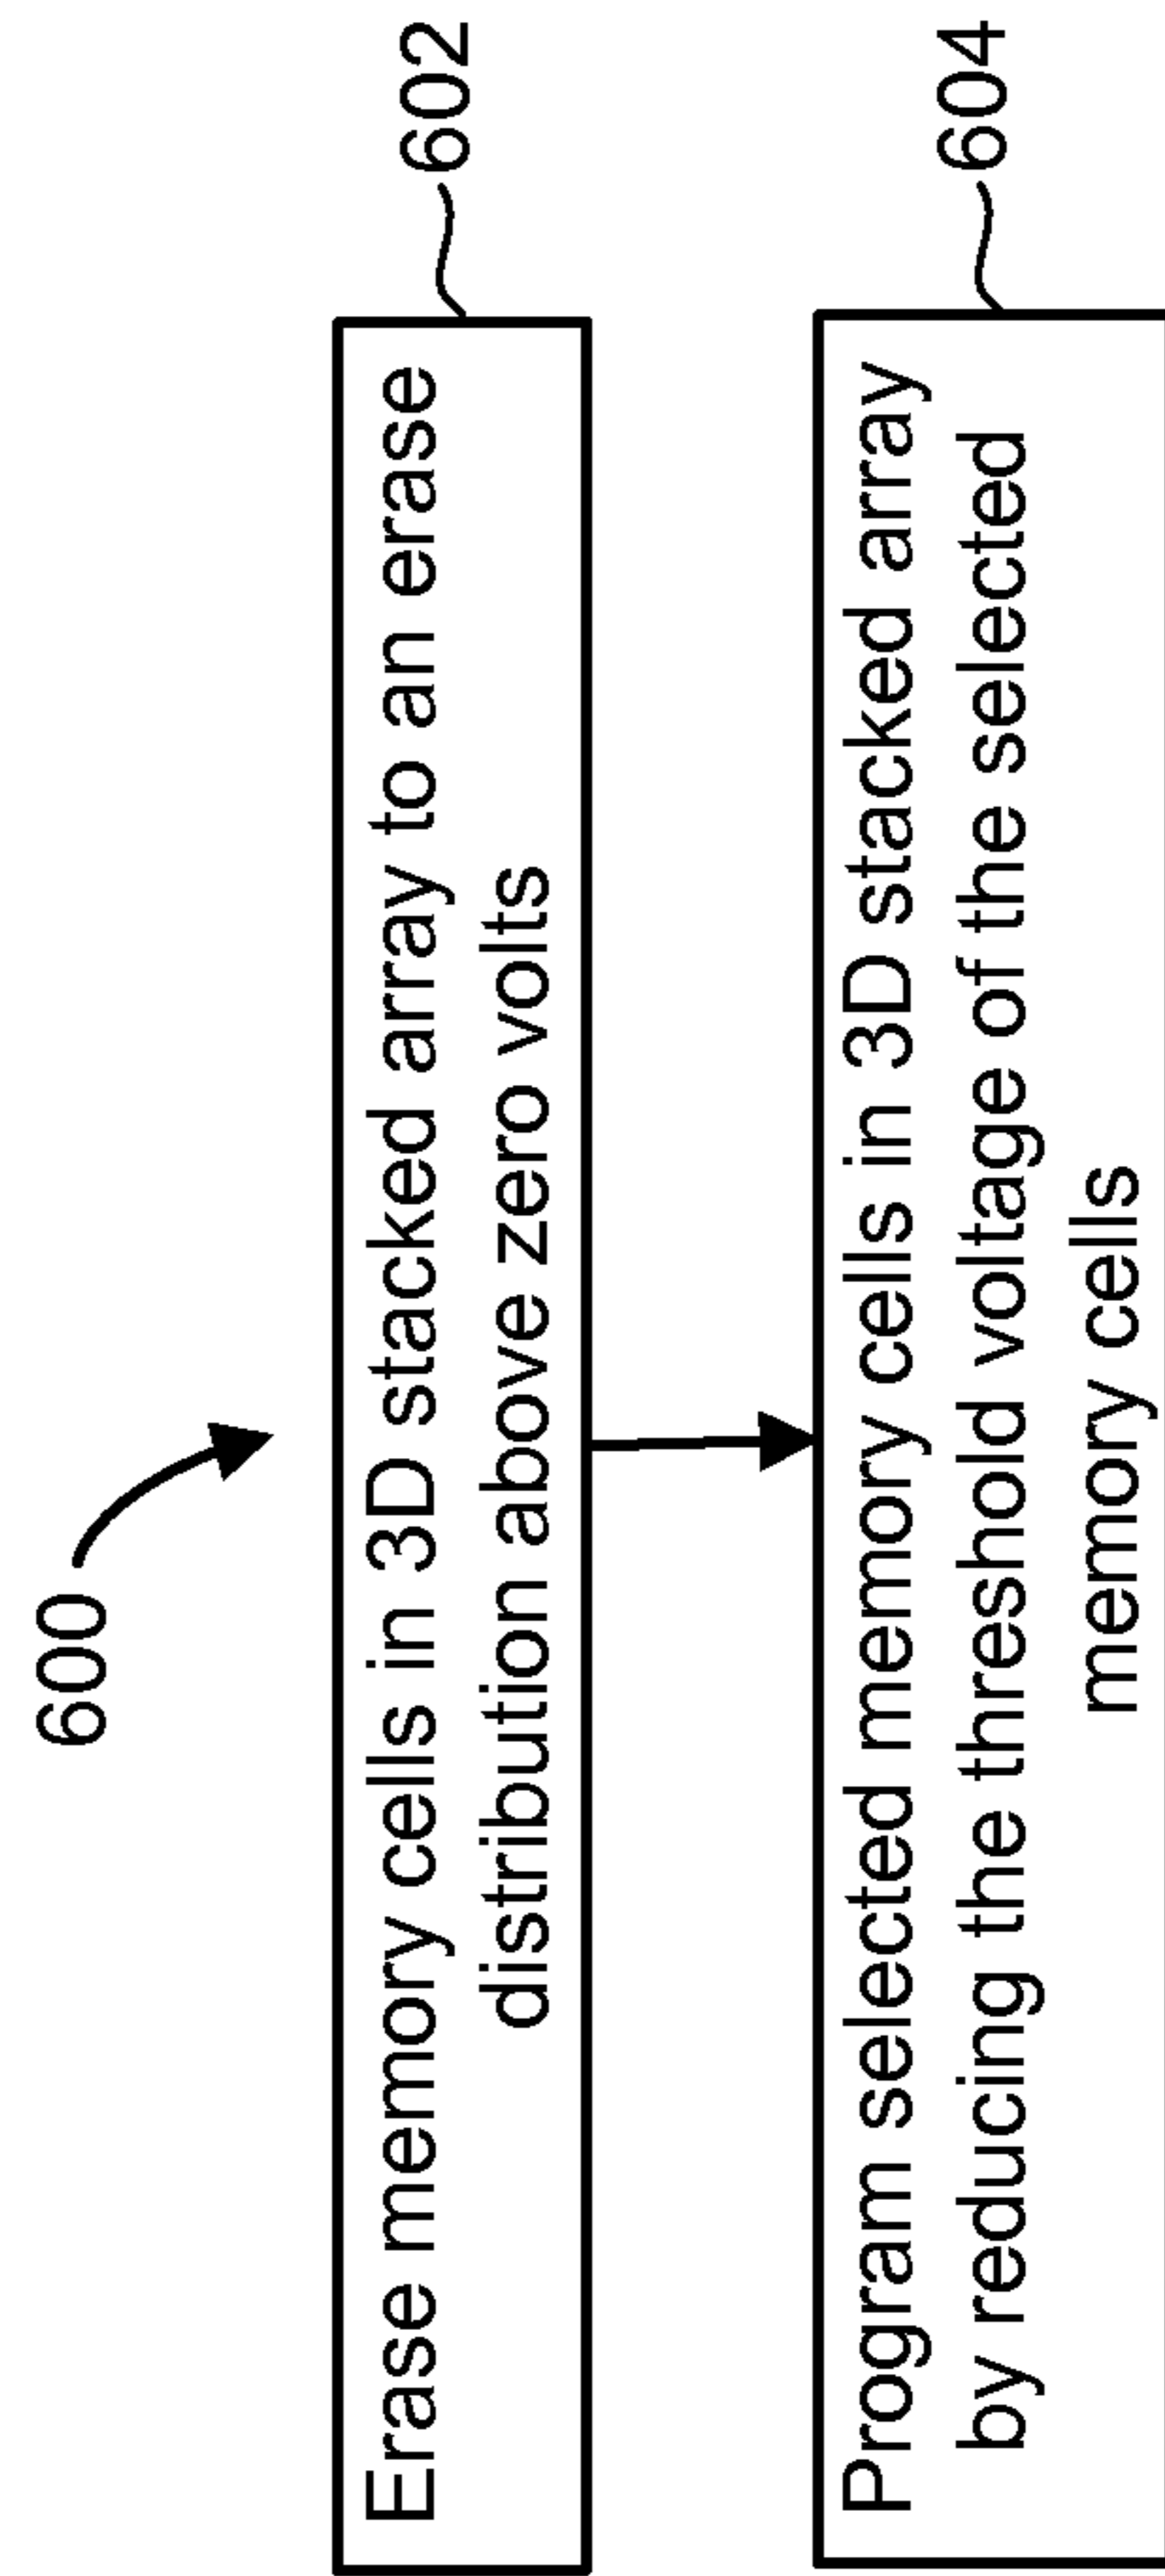 600
Erase memory cells in 3D stacked array to an erase
distribution above zero volts
602
Program selected memory cells in 3D stacked array
by reducing the threshold voltage of the selected
memory cells
604